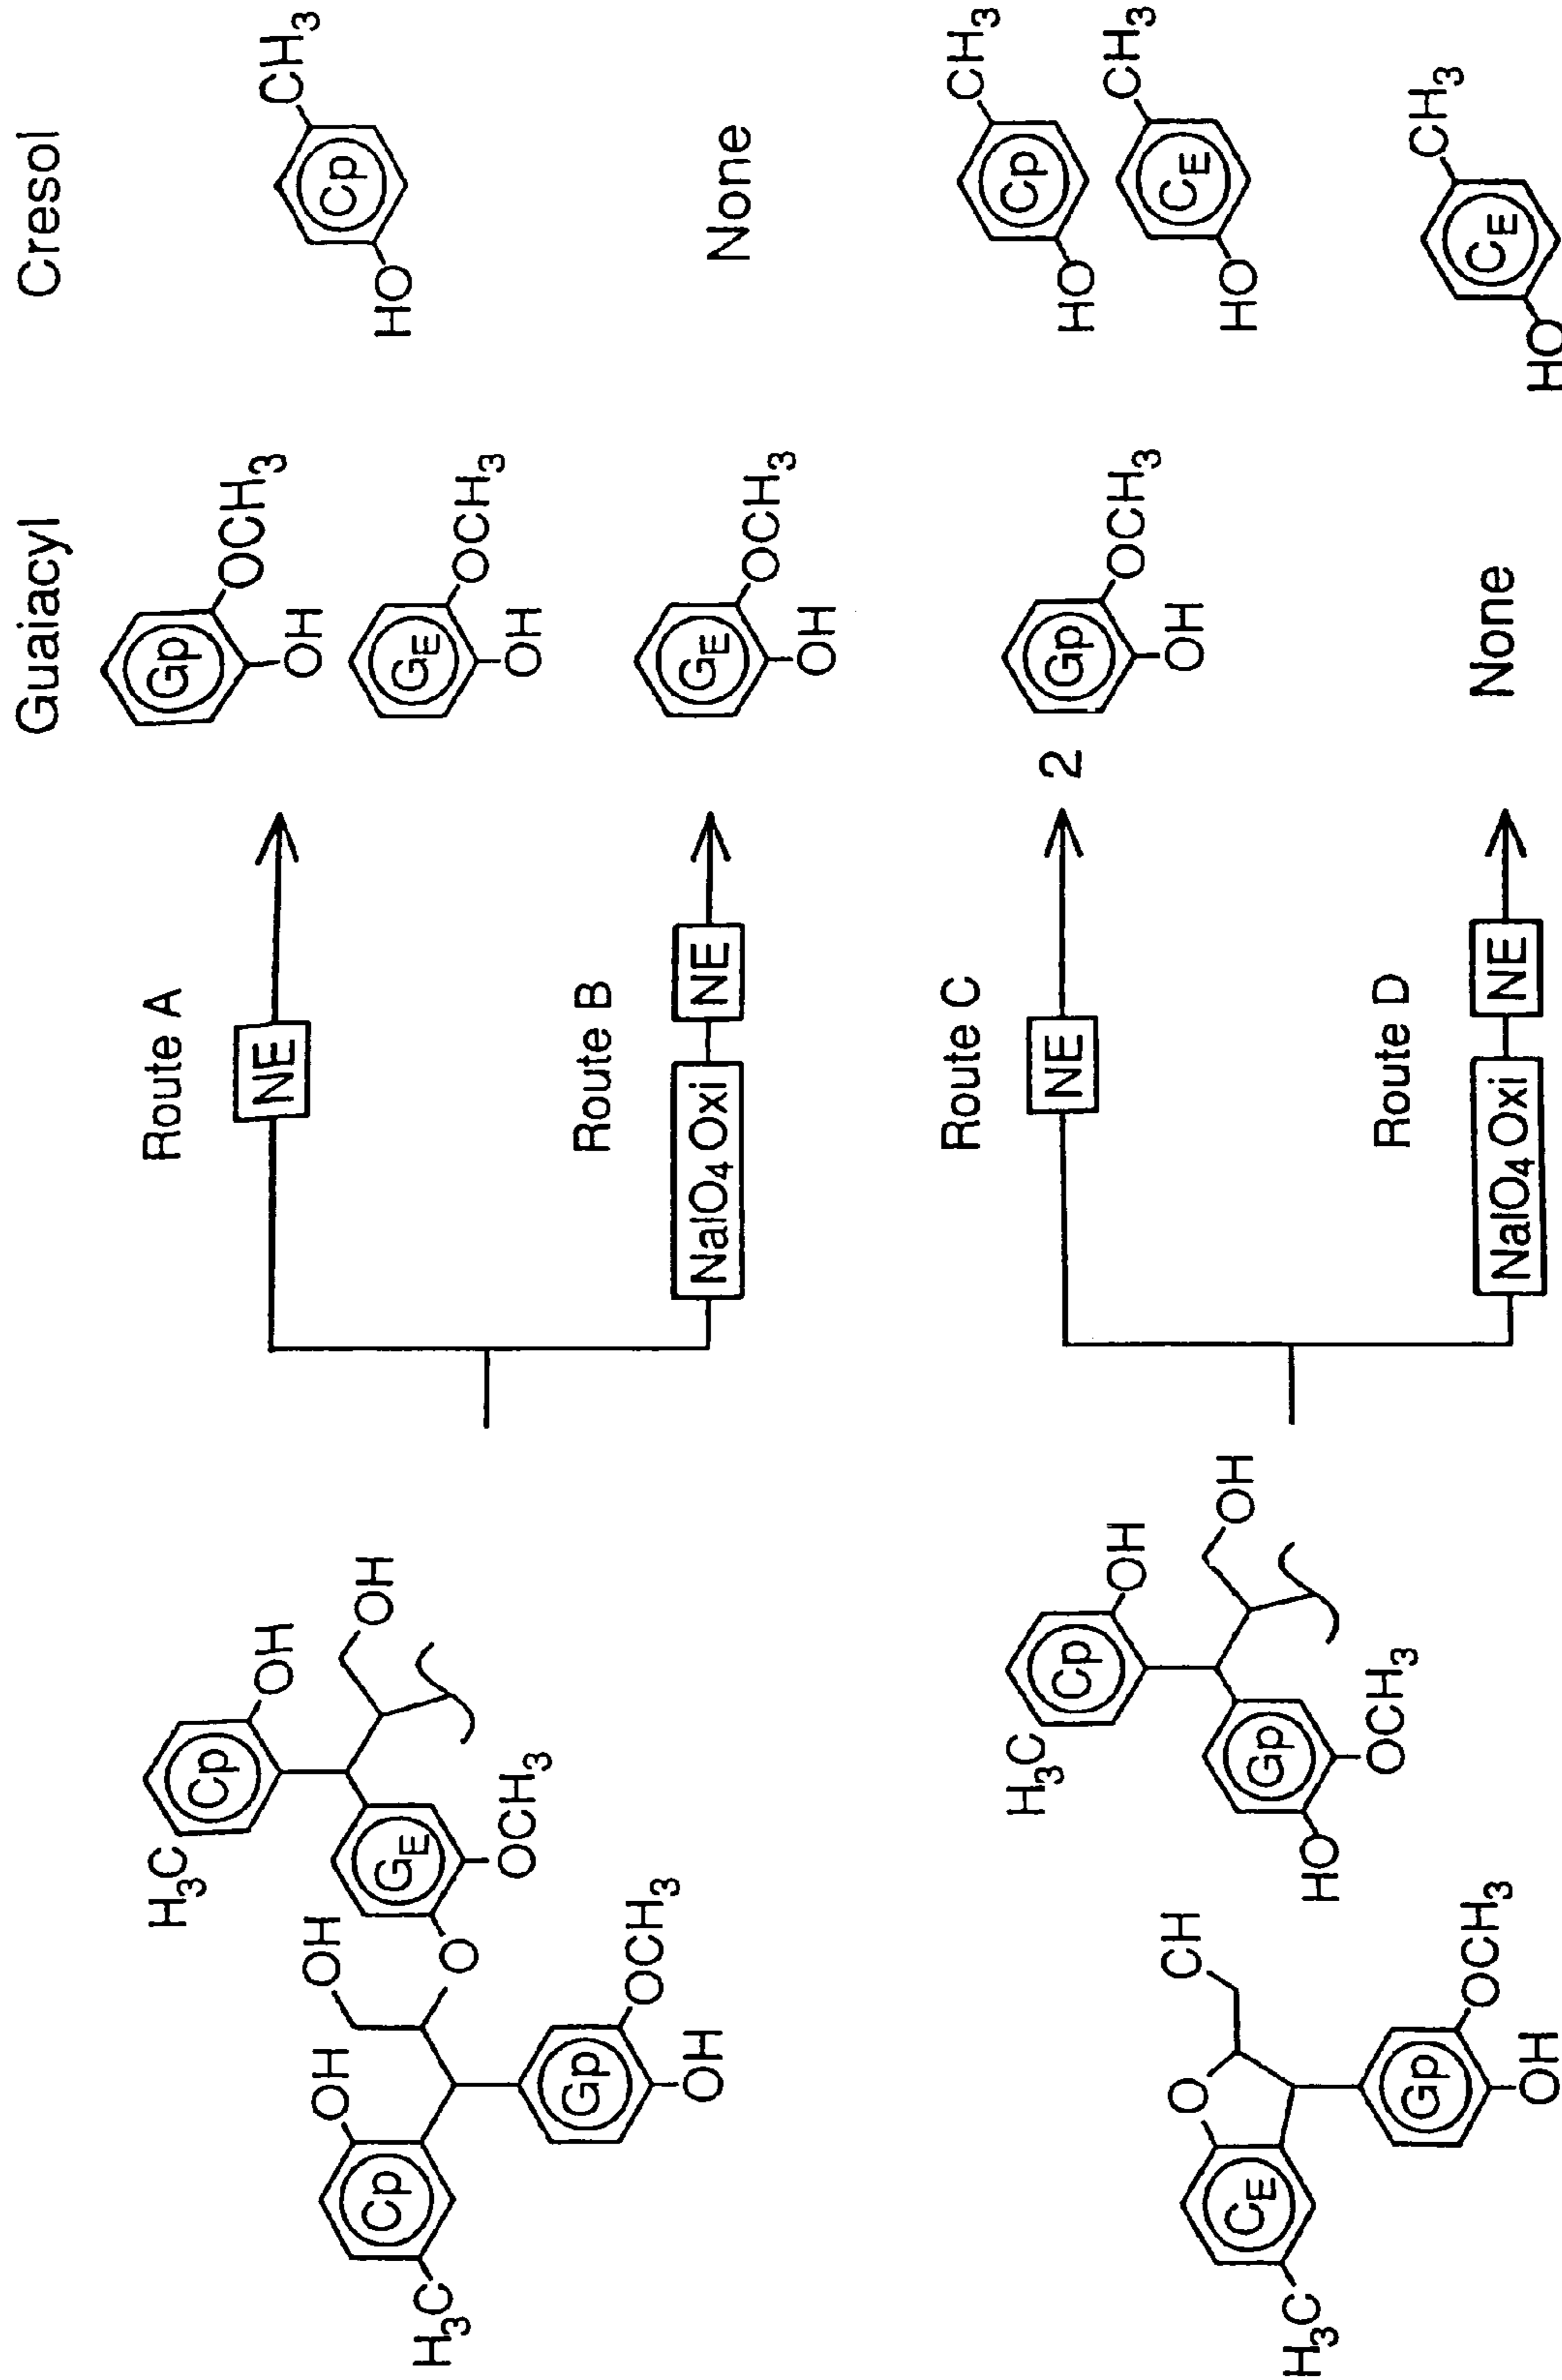 Guaiacyl
Cresol
H3C
Cp
OH
OH
GE
OCH3
O
OH
OH
Cp
H3C
Gp
OCH3
OH
Route A
NE
Gp
OCH3
OH
GE
OCH3
OH
Cp
CH3
HO
Route B
NaIO4 Oxi
NE
GE
OCH3
OH
None
H3C
Cp
OH
OH
Gp
OCH3
HO
CH
O
CE
H3C
Gp
OCH3
OH
Route C
NE
2
Gp
OCH3
OH
Cp
CH3
HO
CE
CH3
HO
Route D
NaIO4 Oxi
NE
None
CE
CH3
HO